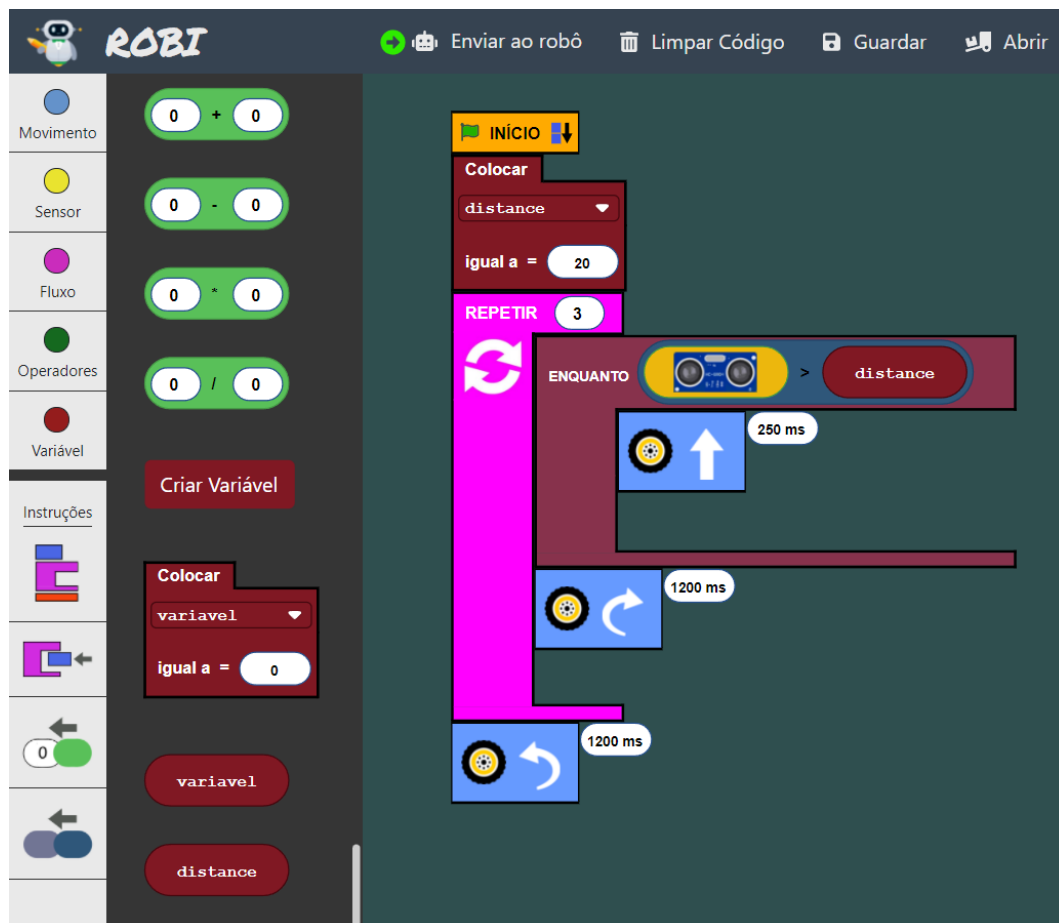 ROBI
Enviar ao robô
Limpar Código
Guardar
Abrir
Movimento
Sensor
Fluxo
Operadores
Variável
Instruções
0
0 + 0
0 - 0
0 * 0
0 / 0
Criar Variável
Colocar
variavel
igual a = 0
variavel
distance
INÍCIO
Colocar
distance
igual a = 20
REPETIR 3
ENQUANTO > distance
250 ms
1200 ms
1200 ms